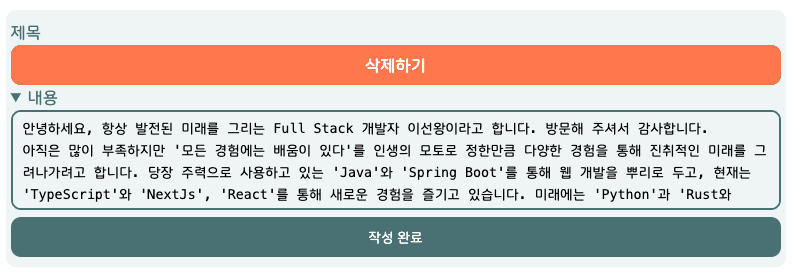 제목
삭제하기
▼ 내용
안녕하세요, 항상 발전된 미래를 그리는 Full Stack 개발자 이선왕이라고 합니다. 방문해 주셔서 감사합니다.
아직은 많이 부족하지만 '모든 경험에는 배움이 있다'를 인생의 모토로 정한만큼 다양한 경험을 통해 진취적인 미래를 그
려나가려고 합니다. 당장 주력으로 사용하고 있는 'Java'와 'Spring Boot'를 통해 웹 개발을 뿌리로 두고, 현재는
'TypeScript'와 'NextJs', 'React'를 통해 새로운 경험을 즐기고 있습니다. 미래에는 'Python'과 'Rust와
작성 완료